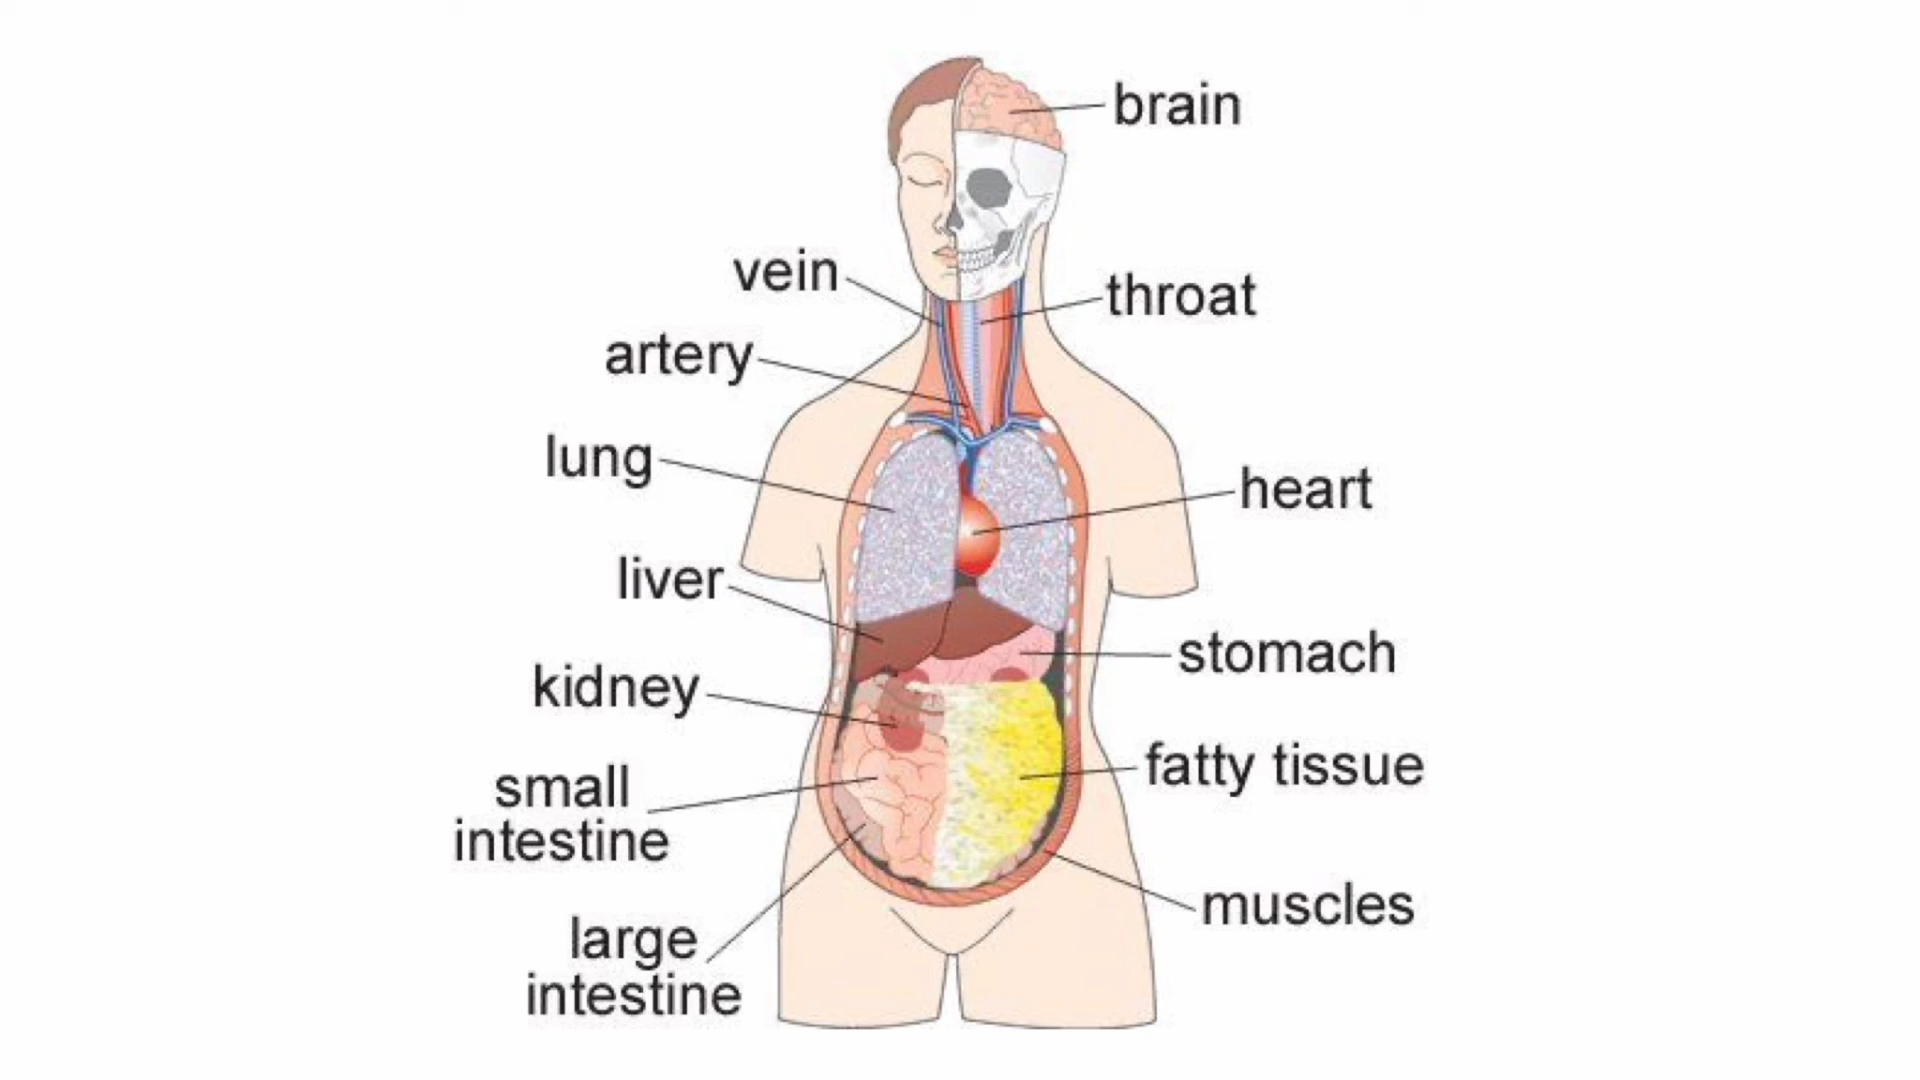 brain
vein
throat
artery
lung
heart
liver
stomach
kidney
fatty tissue
small
intestine
muscles
large
intestine